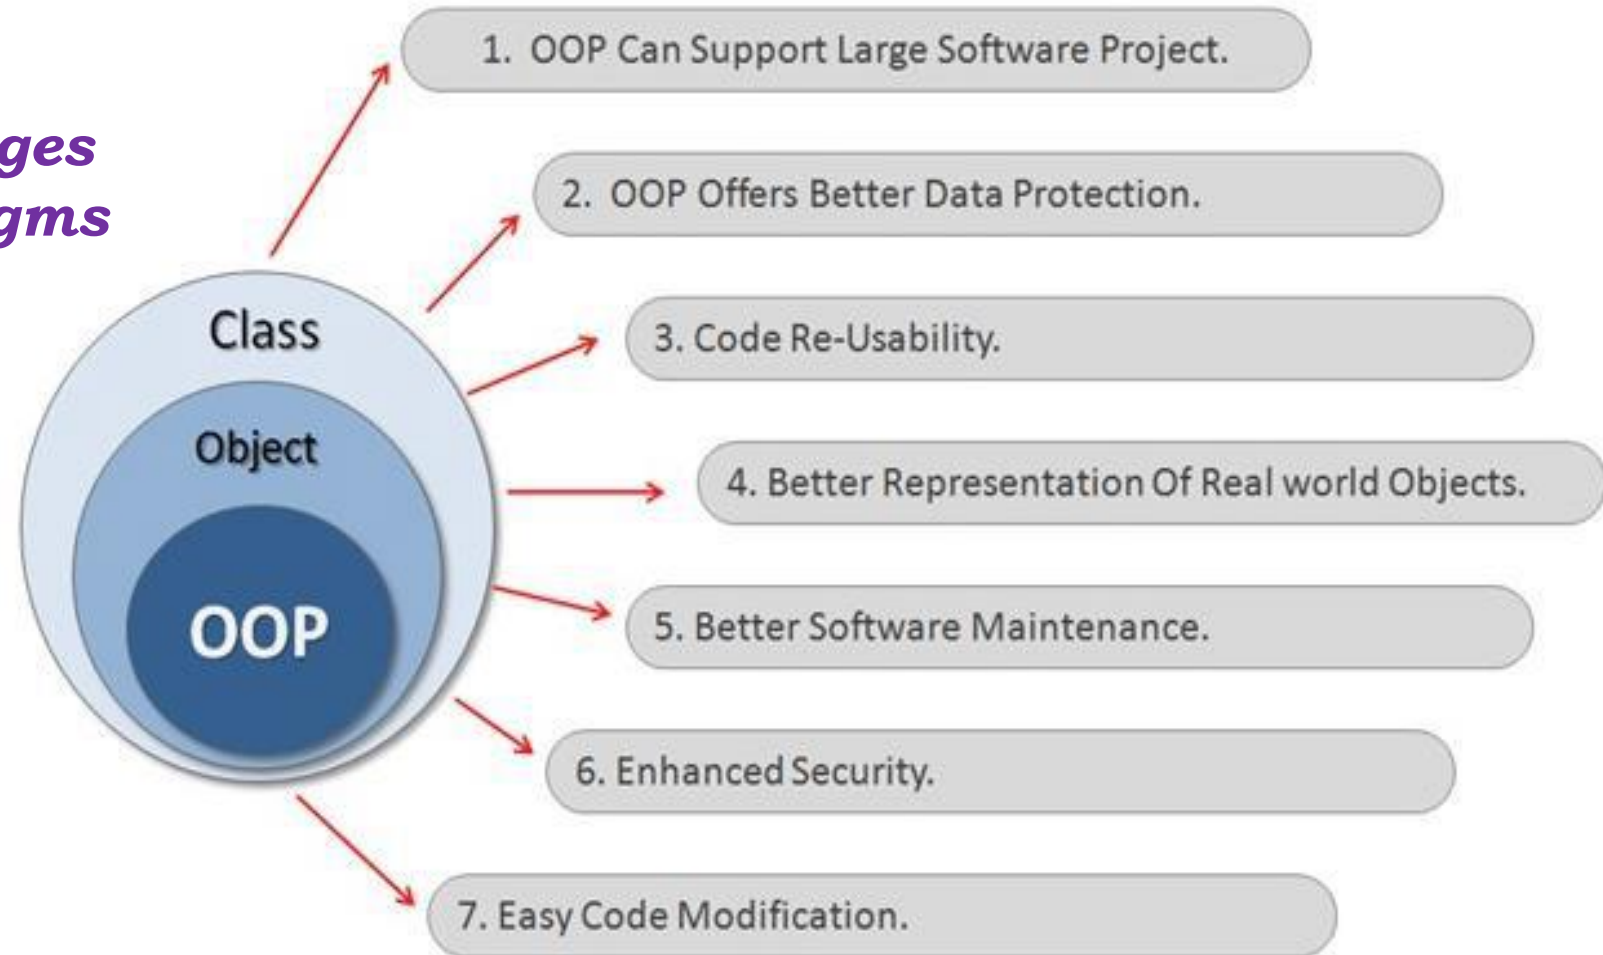 1. OOP Can Support Large Software Project.
ges
gms
2. OOP Offers Better Data Protection.
Class
3. Code Re-Usability.
Object
4. Better Representation Of Real world Objects.
OOP
5. Better Software Maintenance.
6. Enhanced Security.
7. Easy Code Modification.